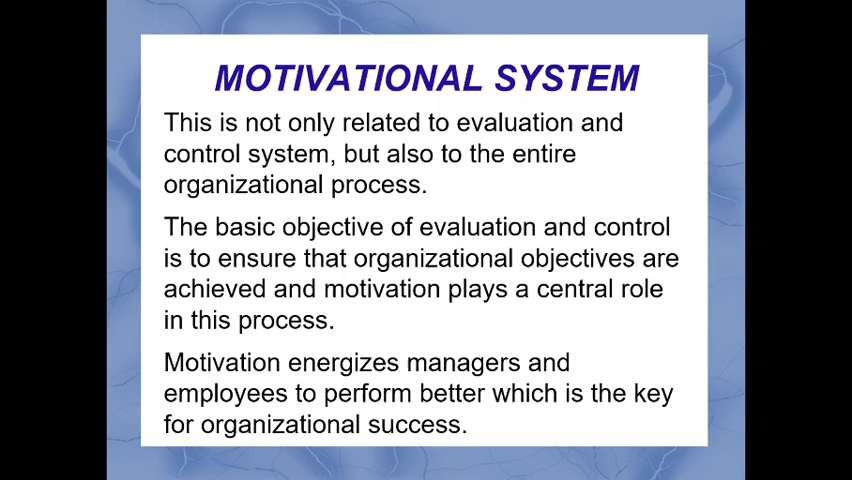 MOTIVATIONAL SYSTEM
This is not only related to evaluation and
control system, but also to the entire
organizational process.
The basic objective of evaluation and control
is to ensure that organizational objectives are
achieved and motivation plays a central role
in this process.
Motivation energizes managers and
employees to perform better which is the key
for organizational success.